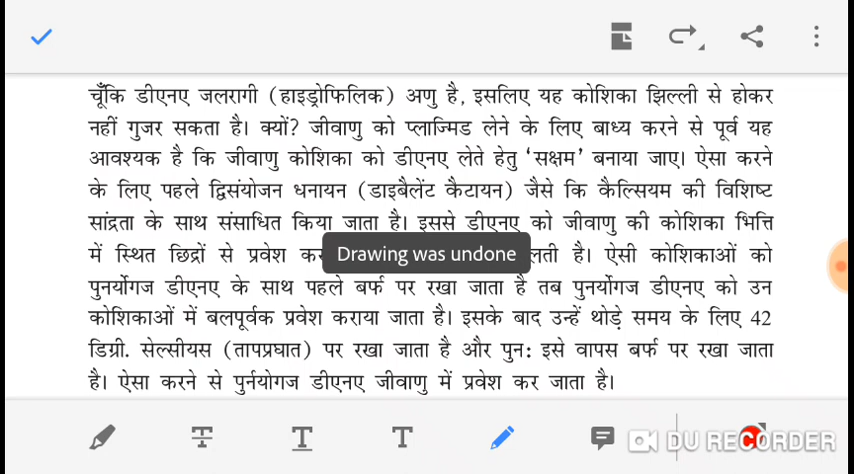 चूँकि डीएनए जलरागी (हाइड्रोफिलिक) अणु है, इसलिए यह कोशिका झिल्ली से होकर
नहीं गुजर सकता है। क्यों? जीवाणु को प्लाज्मिड लेने के लिए बाध्य करने से पूर्व यह
आवश्यक है कि जीवाणु कोशिका को डीएनए लेते हेतु ‘सक्षम’ बनाया जाए। ऐसा करने
के लिए पहले द्विसंयोजन धनायन (डाइबैलेंट कैटायन) जैसे कि कैल्सियम की विशिष्ट
सांद्रता के साथ संसाधित किया जाता है। इससे डीएनए को जीवाणु की कोशिका भित्ति
में स्थित छिद्रों से प्रवेश लती है। ऐसी कोशिकाओं को
Drawing was undone
पुनर्योगज डीएनए के साथ पहले बर्फ पर रखा जाता है तब पुनर्योगज डीएनए को उन
कोशिकाओं में बलपूर्वक प्रवेश कराया जाता है। इसके बाद उन्हें थोड़े समय के लिए 42
डिग्री. सेल्सीयस (तापप्रघात) पर रखा जाता है और पुन: इसे वापस बर्फ पर रखा जाता
है। ऐसा करने से पुर्नयोगज डीएनए जीवाणु में प्रवेश कर जाता है।
T T T DU RECORDER